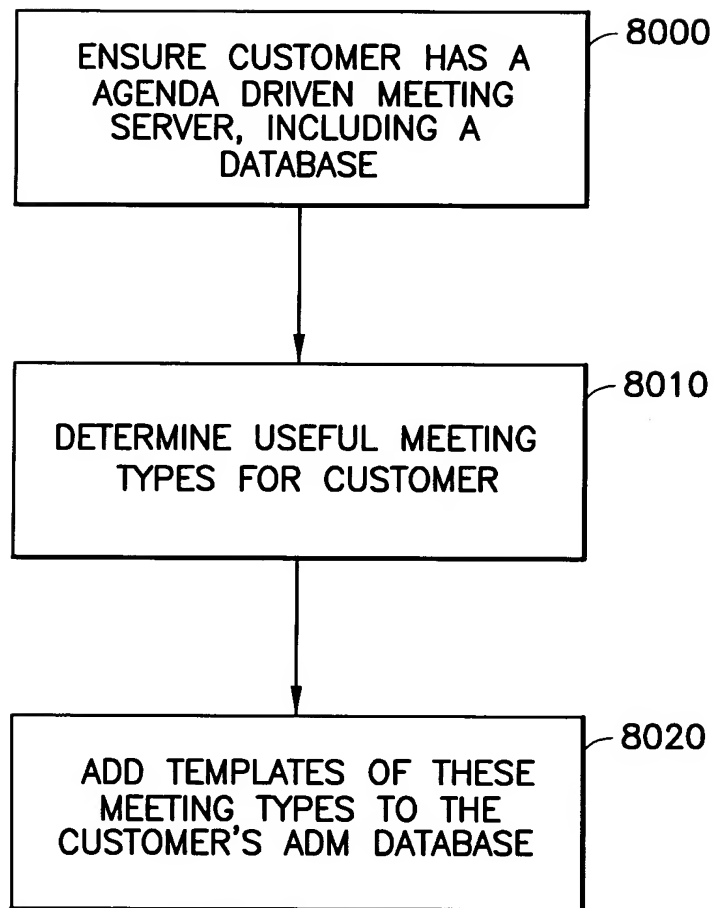 8000
ENSURE CUSTOMER HAS A
AGENDA DRIVEN MEETING
SERVER, INCLUDING A
DATABASE
8010
DETERMINE USEFUL MEETING
TYPES FOR CUSTOMER
8020
ADD TEMPLATES OF THESE
MEETING TYPES TO THE
CUSTOMER'S ADM DATABASE